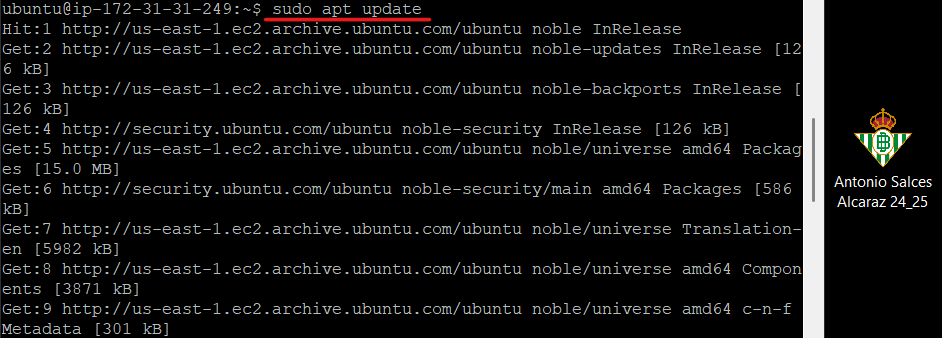 ubuntu@ip-172-31-31-249:~$ sudo apt update
Hit:1 http://us-east-1.ec2.archive.ubuntu.com/ubuntu noble InRelease
Get:2 http://us-east-1.ec2.archive.ubuntu.com/ubuntu noble-updates InRelease [12
6 kB]
Get:3 http://us-east-1.ec2.archive.ubuntu.com/ubuntu noble-backports InRelease [
126 kB]
Get:4 http://security.ubuntu.com/ubuntu noble-security InRelease [126 kB]
Get:5 http://us-east-1.ec2.archive.ubuntu.com/ubuntu noble/universe amd64 Packag
es [15.0 MB]
Get:6 http://security.ubuntu.com/ubuntu noble-security/main amd64 Packages [586
kB]
Get:7 http://us-east-1.ec2.archive.ubuntu.com/ubuntu noble/universe Translation-
en [5982 kB]
Get:8 http://us-east-1.ec2.archive.ubuntu.com/ubuntu noble/universe amd64 Compon
ents [3871 kB]
Get:9 http://us-east-1.ec2.archive.ubuntu.com/ubuntu noble/universe amd64 c-n-f
Metadata [301 kB]
Antonio Salces
Alcaraz 24_25